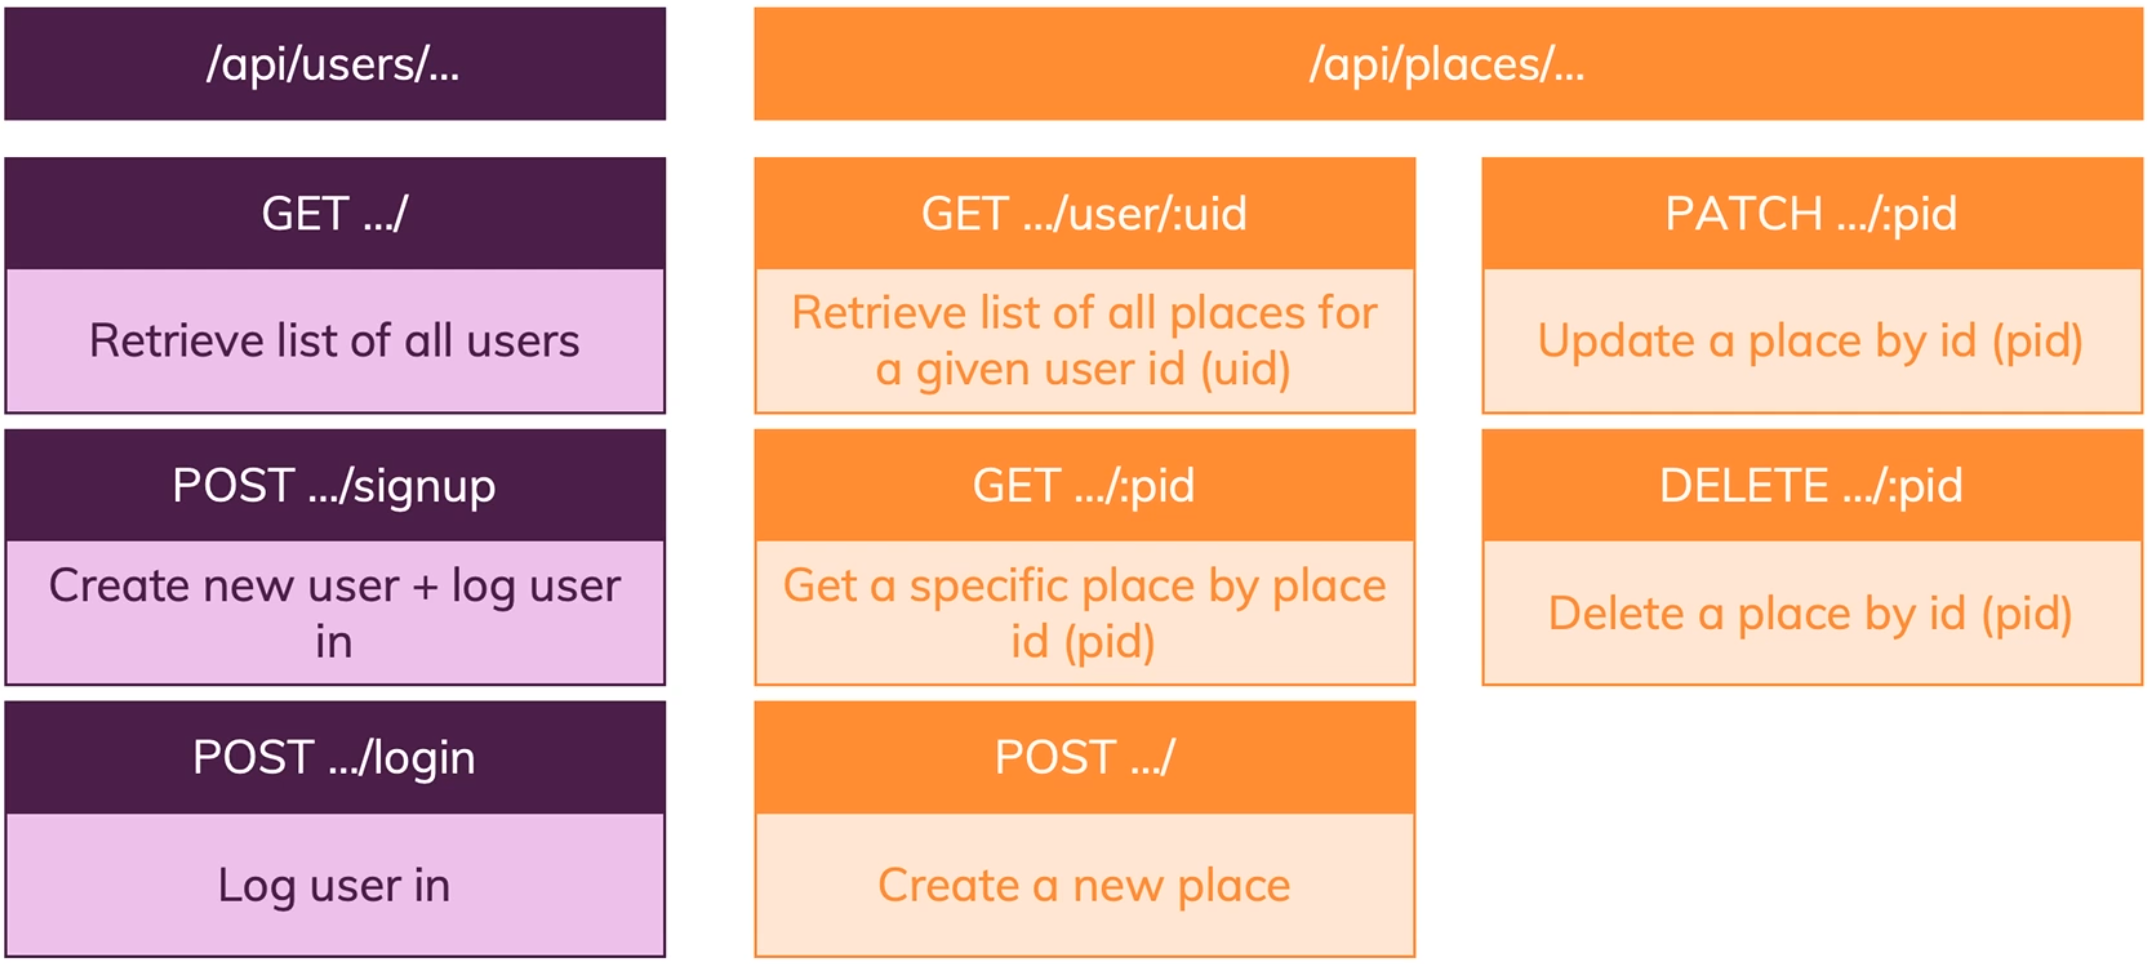 /api/users/...
/api/places/...
GET .../
Retrieve list of all users
POST .../signup
Create new user + log user
in
POST .../login
Log user in
GET .../user/:uid
Retrieve list of all places for
a given user id (uid)
GET .../:pid
Get a specific place by place
id (pid)
POST .../
Create a new place
PATCH .../:pid
Update a place by id (pid)
DELETE .../:pid
Delete a place by id (pid)